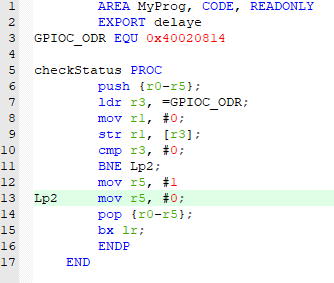 1 AREA MyProg, CODE, READONLY
2 EXPORT delaye
3 GPIOC_ODR EQU 0x40020814
4
5 checkStatus PROC
6 push {r0-r5};
7 ldr r3, =GPIOC_ODR;
8 mov r1, #0;
9 str r1, [r3];
10 cmp r3, #0;
11 BNE Lp2;
12 mov r5, #1
13 Lp2 mov r5, #0;
14 pop {r0-r5};
15 bx lr;
16 ENDP
17 END